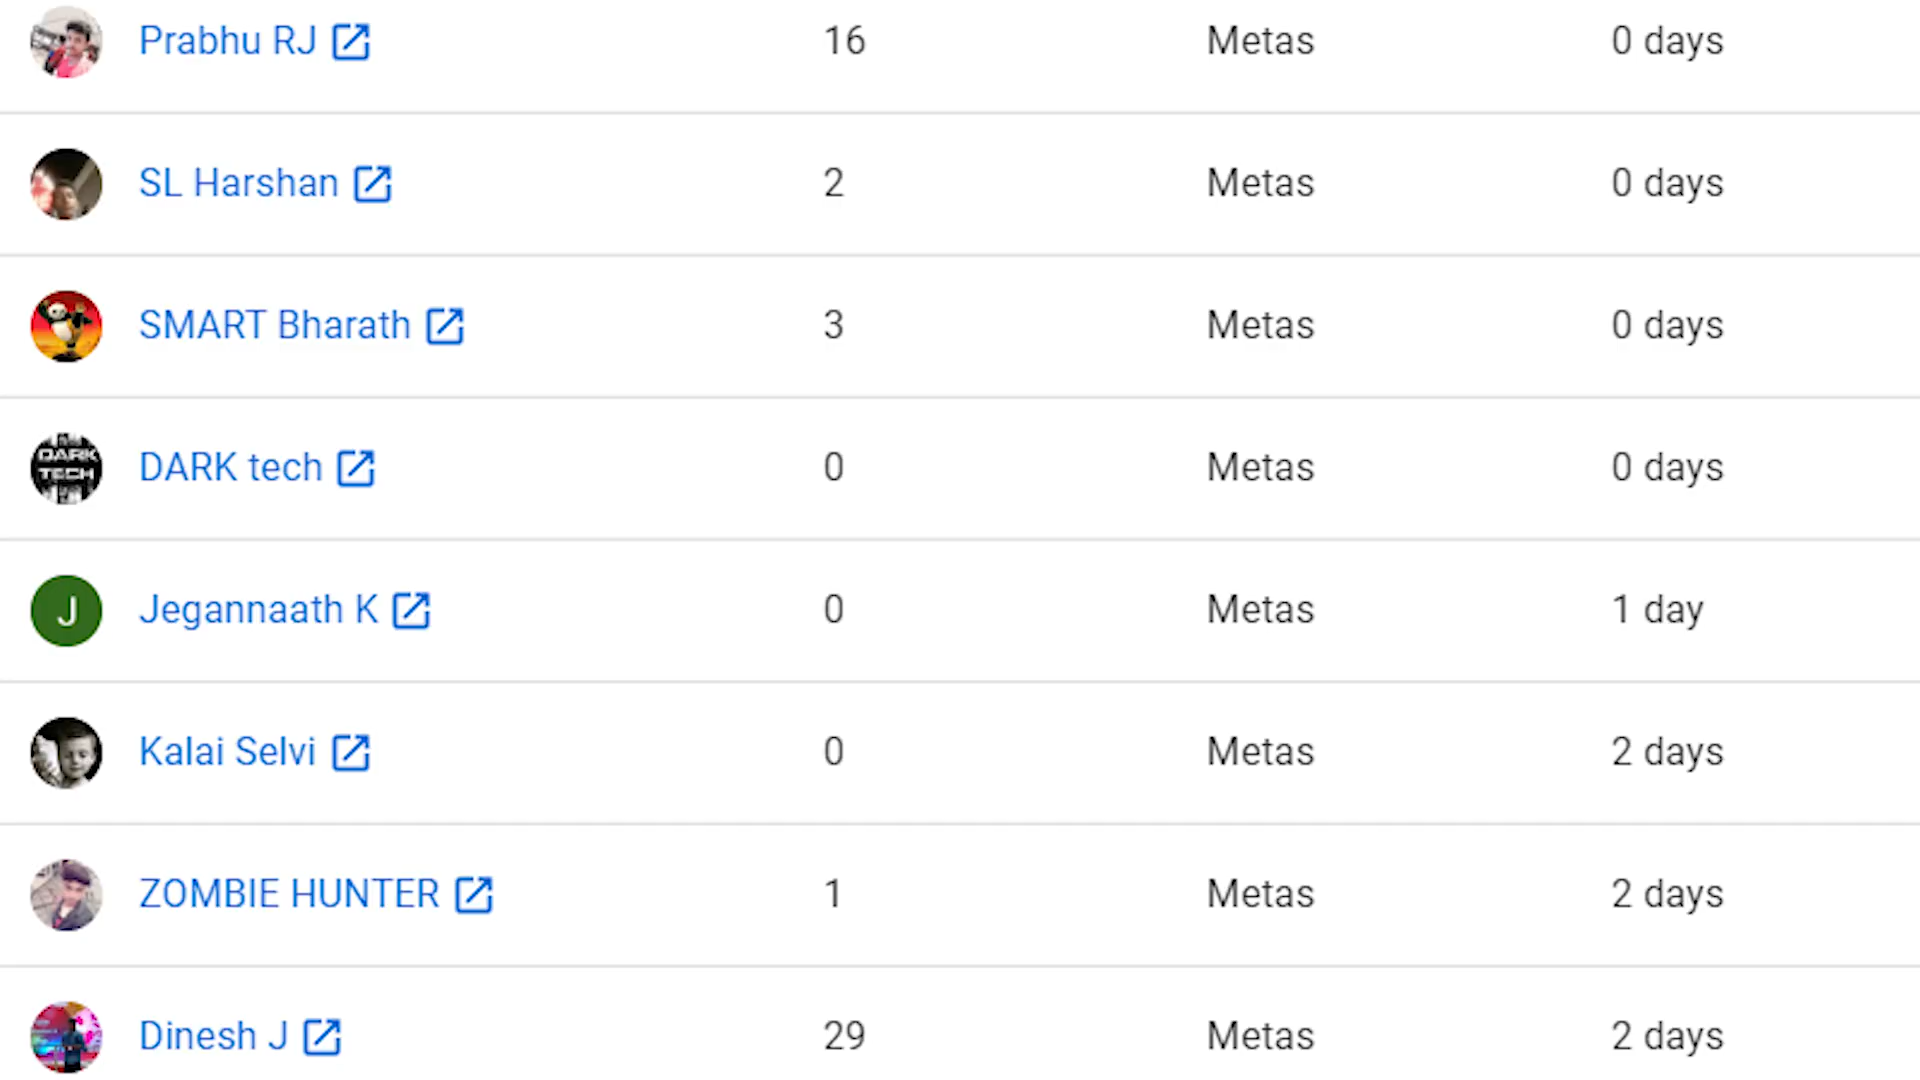 Prabhu RJ 16 Metas 0 days
SL Harshan 2 Metas 0 days
SMART Bharath 3 Metas 0 days
DARK TECH
DARK tech 0 Metas 0 days
J Jegannaath K 0 Metas 1 day
Kalai Selvi 0 Metas 2 days
ZOMBIE HUNTER 1 Metas 2 days
Dinesh J 29 Metas 2 days